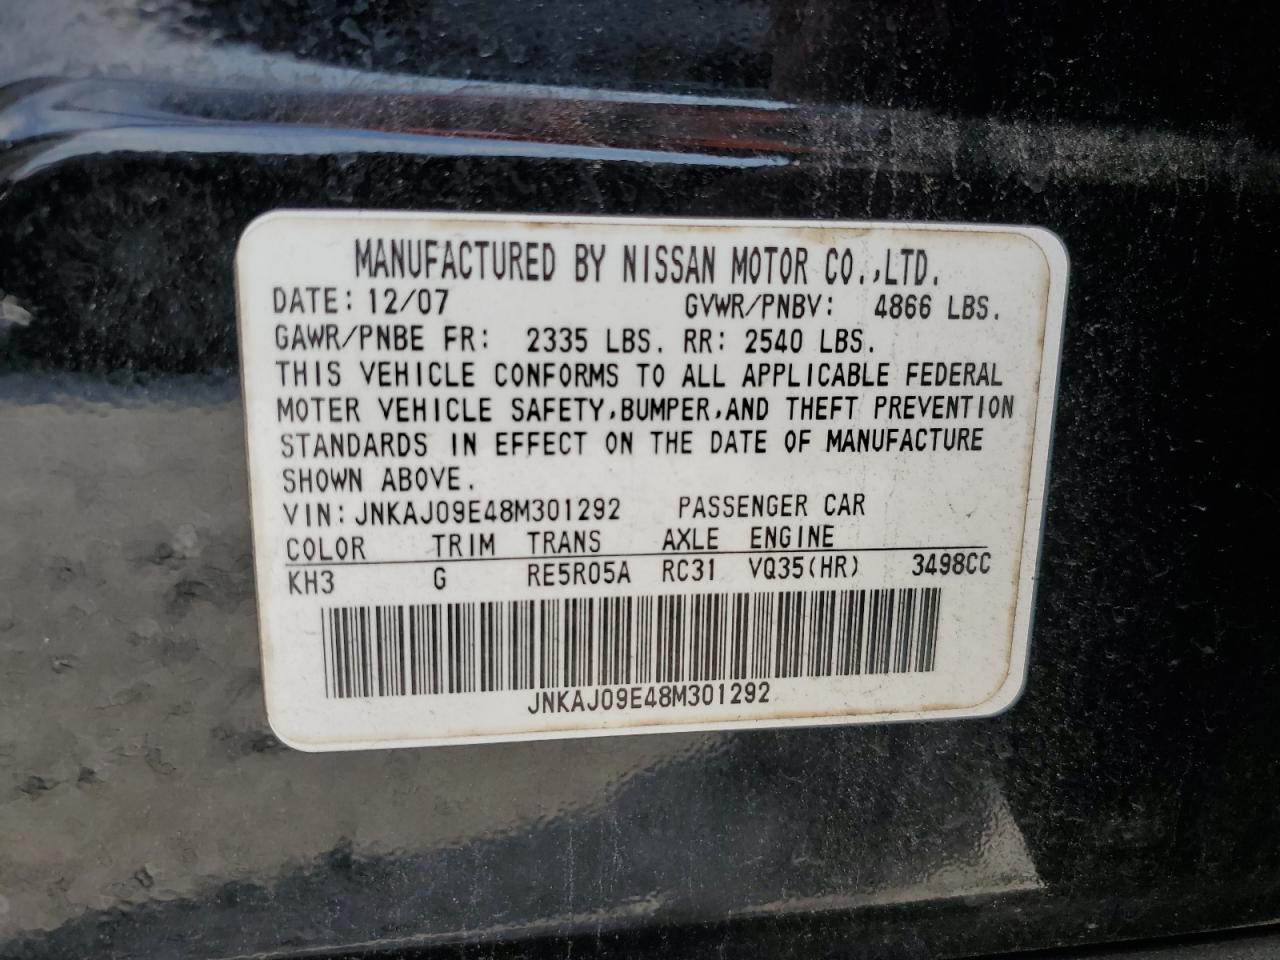 MANUFACTURED BY NISSAN MOTOR CO.,LTD.
DATE: 12/07 GVWR/PNBV: 4866 LBS.
GAWR/PNBE FR: 2335 LBS. RR: 2540 LBS.
THIS VEHICLE CONFORMS TO ALL APPLICABLE FEDERAL
MOTER VEHICLE SAFETY,BUMPER,AND THEFT PREVENTION
STANDARDS IN EFFECT ON THE DATE OF MANUFACTURE
SHOWN ABOVE.
VIN: JNKAJ09E48M301292 PASSENGER CAR
COLOR TRIM TRANS AXLE ENGINE
KH3 G RE5R05A RC31 VQ35(HR) 3498CC
JNKAJ09E48M301292